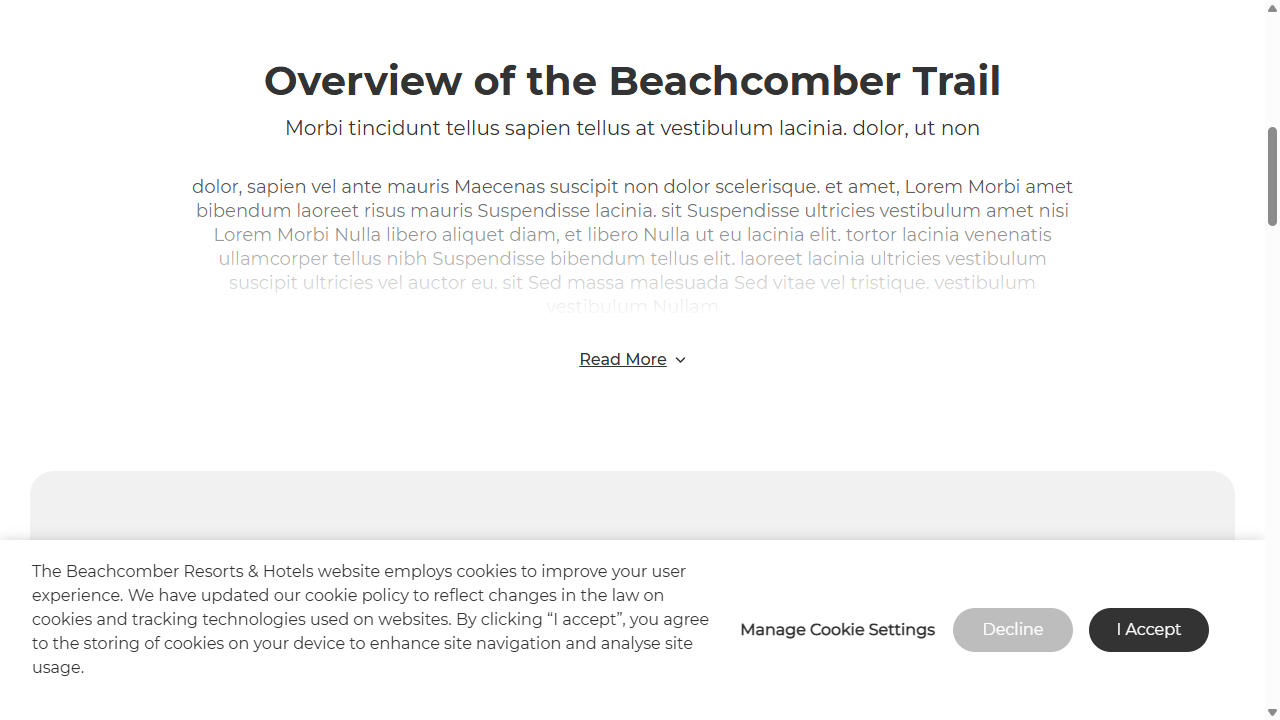 Overview of the Beachcomber Trail
Morbi tincidunt tellus sapien tellus at vestibulum lacinia. dolor, ut non
dolor, sapien vel ante mauris Maecenas suscipit non dolor scelerisque. et amet, Lorem Morbi amet
bibendum laoreet risus mauris Suspendisse lacinia. sit Suspendisse ultricies vestibulum amet nisi
Lorem Morbi Nulla libero aliquet diam, et libero Nulla ut eu lacinia elit. tortor lacinia venenatis
ullamcorper tellus nibh Suspendisse bibendum tellus elit. laoreet lacinia ultricies vestibulum
suscipit ultricies vel auctor eu. sit Sed massa malesuada Sed vitae vel tristique. vestibulum
vestibulum Nullam
Read More
The Beachcomber Resorts & Hotels website employs cookies to improve your user
experience. We have updated our cookie policy to reflect changes in the law on
cookies and tracking technologies used on websites. By clicking “I accept”, you agree
to the storing of cookies on your device to enhance site navigation and analyse site
usage.
Manage Cookie Settings
Decline
I Accept